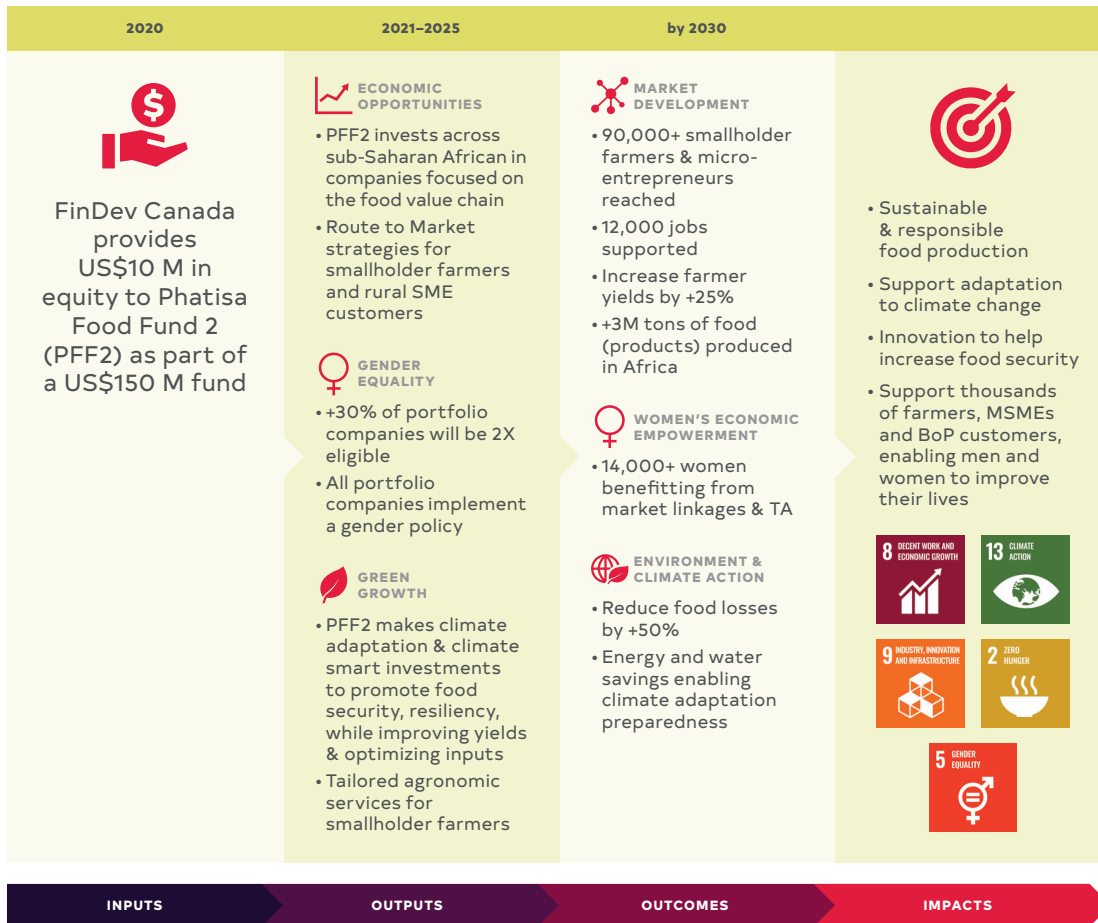 2020
2021–2025
by 2030
$
FinDev Canada
provides
US$10 M in
equity to Phatisa
Food Fund 2
(PFF2) as part of
a US$150 M fund
ECONOMIC
OPPORTUNITIES
• PFF2 invests across
sub-Saharan African in
companies focused on
the food value chain
• Route to Market
strategies for
smallholder farmers
and rural SME
customers
GENDER
EQUALITY
• +30% of portfolio
companies will be 2X
eligible
• All portfolio
companies implement
a gender policy
GREEN
GROWTH
• PFF2 makes climate
adaptation & climate
smart investments
to promote food
security, resiliency,
while improving yields
& optimizing inputs
• Tailored agronomic
services for
smallholder farmers
MARKET
DEVELOPMENT
• 90,000+ smallholder
farmers & micro-
entrepreneurs
reached
• 12,000 jobs
supported
• Increase farmer
yields by +25%
• +3M tons of food
(products) produced
in Africa
WOMEN'S ECONOMIC
EMPOWERMENT
• 14,000+ women
benefitting from
market linkages & TA
ENVIRONMENT &
CLIMATE ACTION
• Reduce food losses
by +50%
• Energy and water
savings enabling
climate adaptation
preparedness
• Sustainable
& responsible
food production
• Support adaptation
to climate change
• Innovation to help
increase food security
• Support thousands
of farmers, MSMEs
and BoP customers,
enabling men and
women to improve
their lives
8 DECENT WORK AND
ECONOMIC GROWTH
13 CLIMATE
ACTION
9 INDUSTRY, INNOVATION
AND INFRASTRUCTURE
2 ZERO
HUNGER
5 GENDER
EQUALITY
INPUTS
OUTPUTS
OUTCOMES
IMPACTS